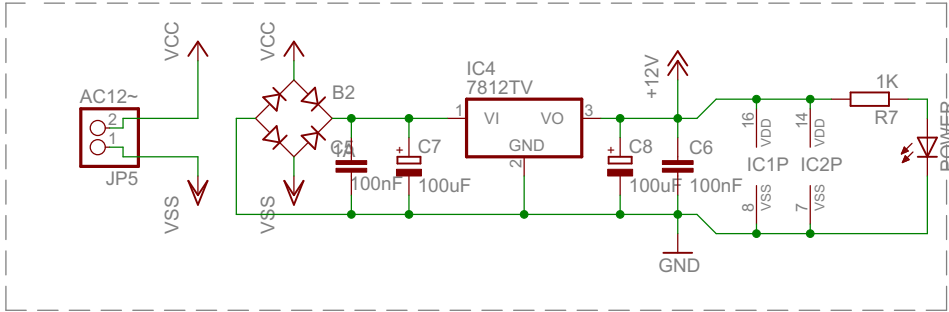 VCC
VCC
AC12~
2
1
JP5
VSS
VSS
B2
C5
1A
100nF
C7
100uF
IC4
7812TV
1
VI
VO
3
GND
2
+12V
C8
100uF
C6
100nF
GND
16
VDD
IC1P
8
VSS
14
VDD
IC2P
7
VSS
1K
R7
POWER